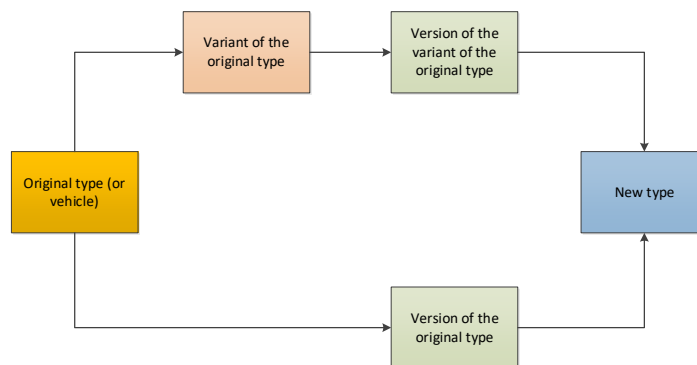 Variant of the
original type
Version of the
variant of the
original type
Original type (or
vehicle)
New type
Version of the
original type